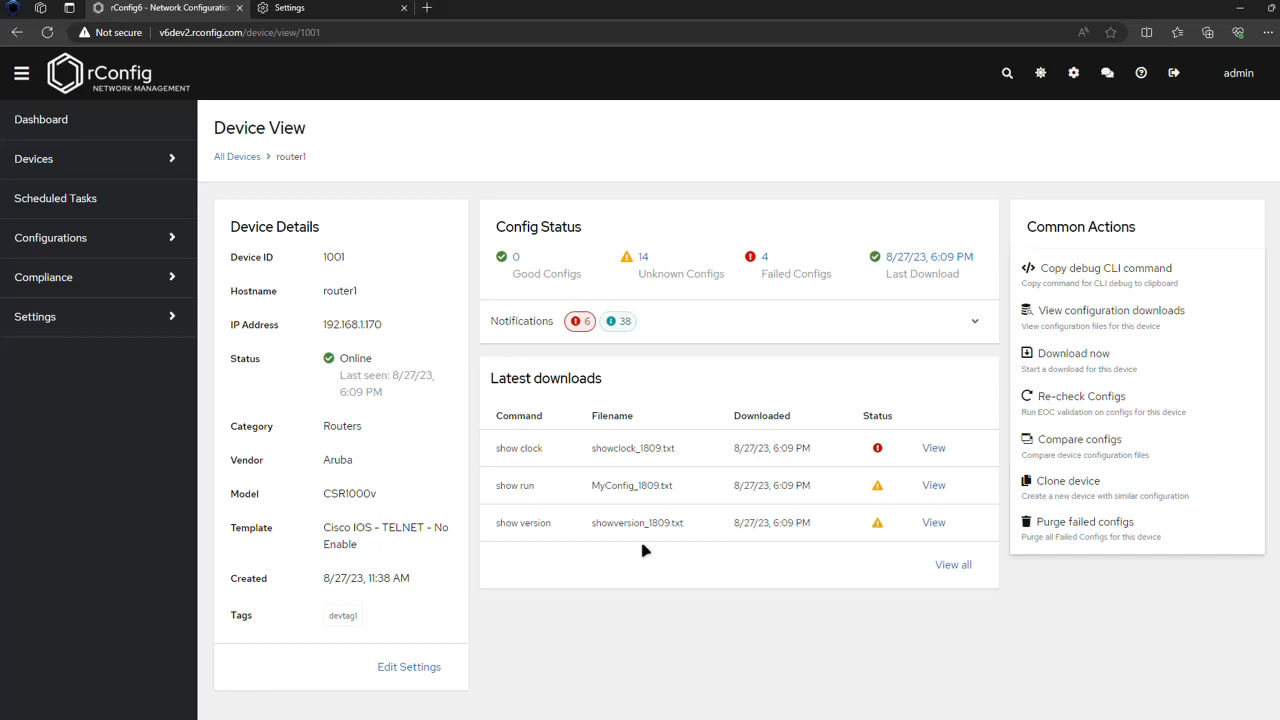 rConfig6 - Network Configuratio
Settings
Not secure
v6dev2.rconfig.com/device/view/1001
rConfig
NETWORK MANAGEMENT
admin
Dashboard
Devices
Scheduled Tasks
Configurations
Compliance
Settings
Device View
All Devices > router1
Device Details
Device ID 1001
Hostname router1
IP Address 192.168.1.170
Status Online
Last seen: 8/27/23,
6:09 PM
Category Routers
Vendor Aruba
Model CSR1000v
Template Cisco IOS - TELNET - No
Enable
Created 8/27/23, 11:38 AM
Tags devtag1
Edit Settings
Config Status
0 14 4 8/27/23, 6:09 PM
Good Configs Unknown Configs Failed Configs Last Download
Notifications 6 38
Latest downloads
Command Filename Downloaded Status
show clock showclock_1809.txt 8/27/23, 6:09 PM View
show run MyConfig_1809.txt 8/27/23, 6:09 PM View
show version showversion_1809.txt 8/27/23, 6:09 PM View
View all
Common Actions
Copy debug CLI command
Copy command for CLI debug to clipboard
View configuration downloads
View configuration files for this device
Download now
Start a download for this device
Re-check Configs
Run EOC validation on configs for this device
Compare configs
Compare device configuration files
Clone device
Create a new device with similar configuration
Purge failed configs
Purge all Failed Configs for this device